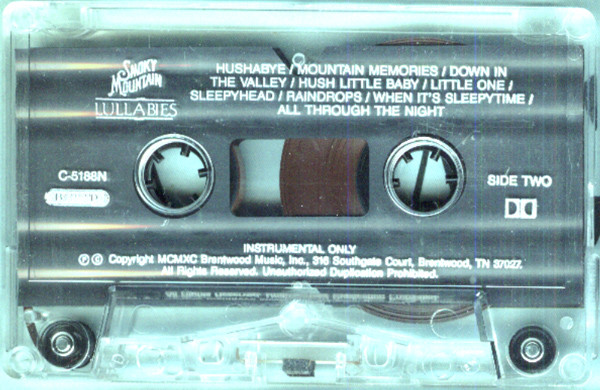 SMOKY
MOUNTAIN
LULLABIES
HUSHABYE / MOUNTAIN MEMORIES / DOWN IN
THE VALLEY / HUSH LITTLE BABY / LITTLE ONE /
SLEEPYHEAD / RAINDROPS / WHEN IT'S SLEEPYTIME /
ALL THROUGH THE NIGHT
C-5188N
SIDE TWO
INSTRUMENTAL ONLY
℗ © Copyright MCMXC Brentwood Music, Inc., 316 Southgate Court, Brentwood, TN 37027.
All Rights Reserved. Unauthorized Duplication Prohibited.